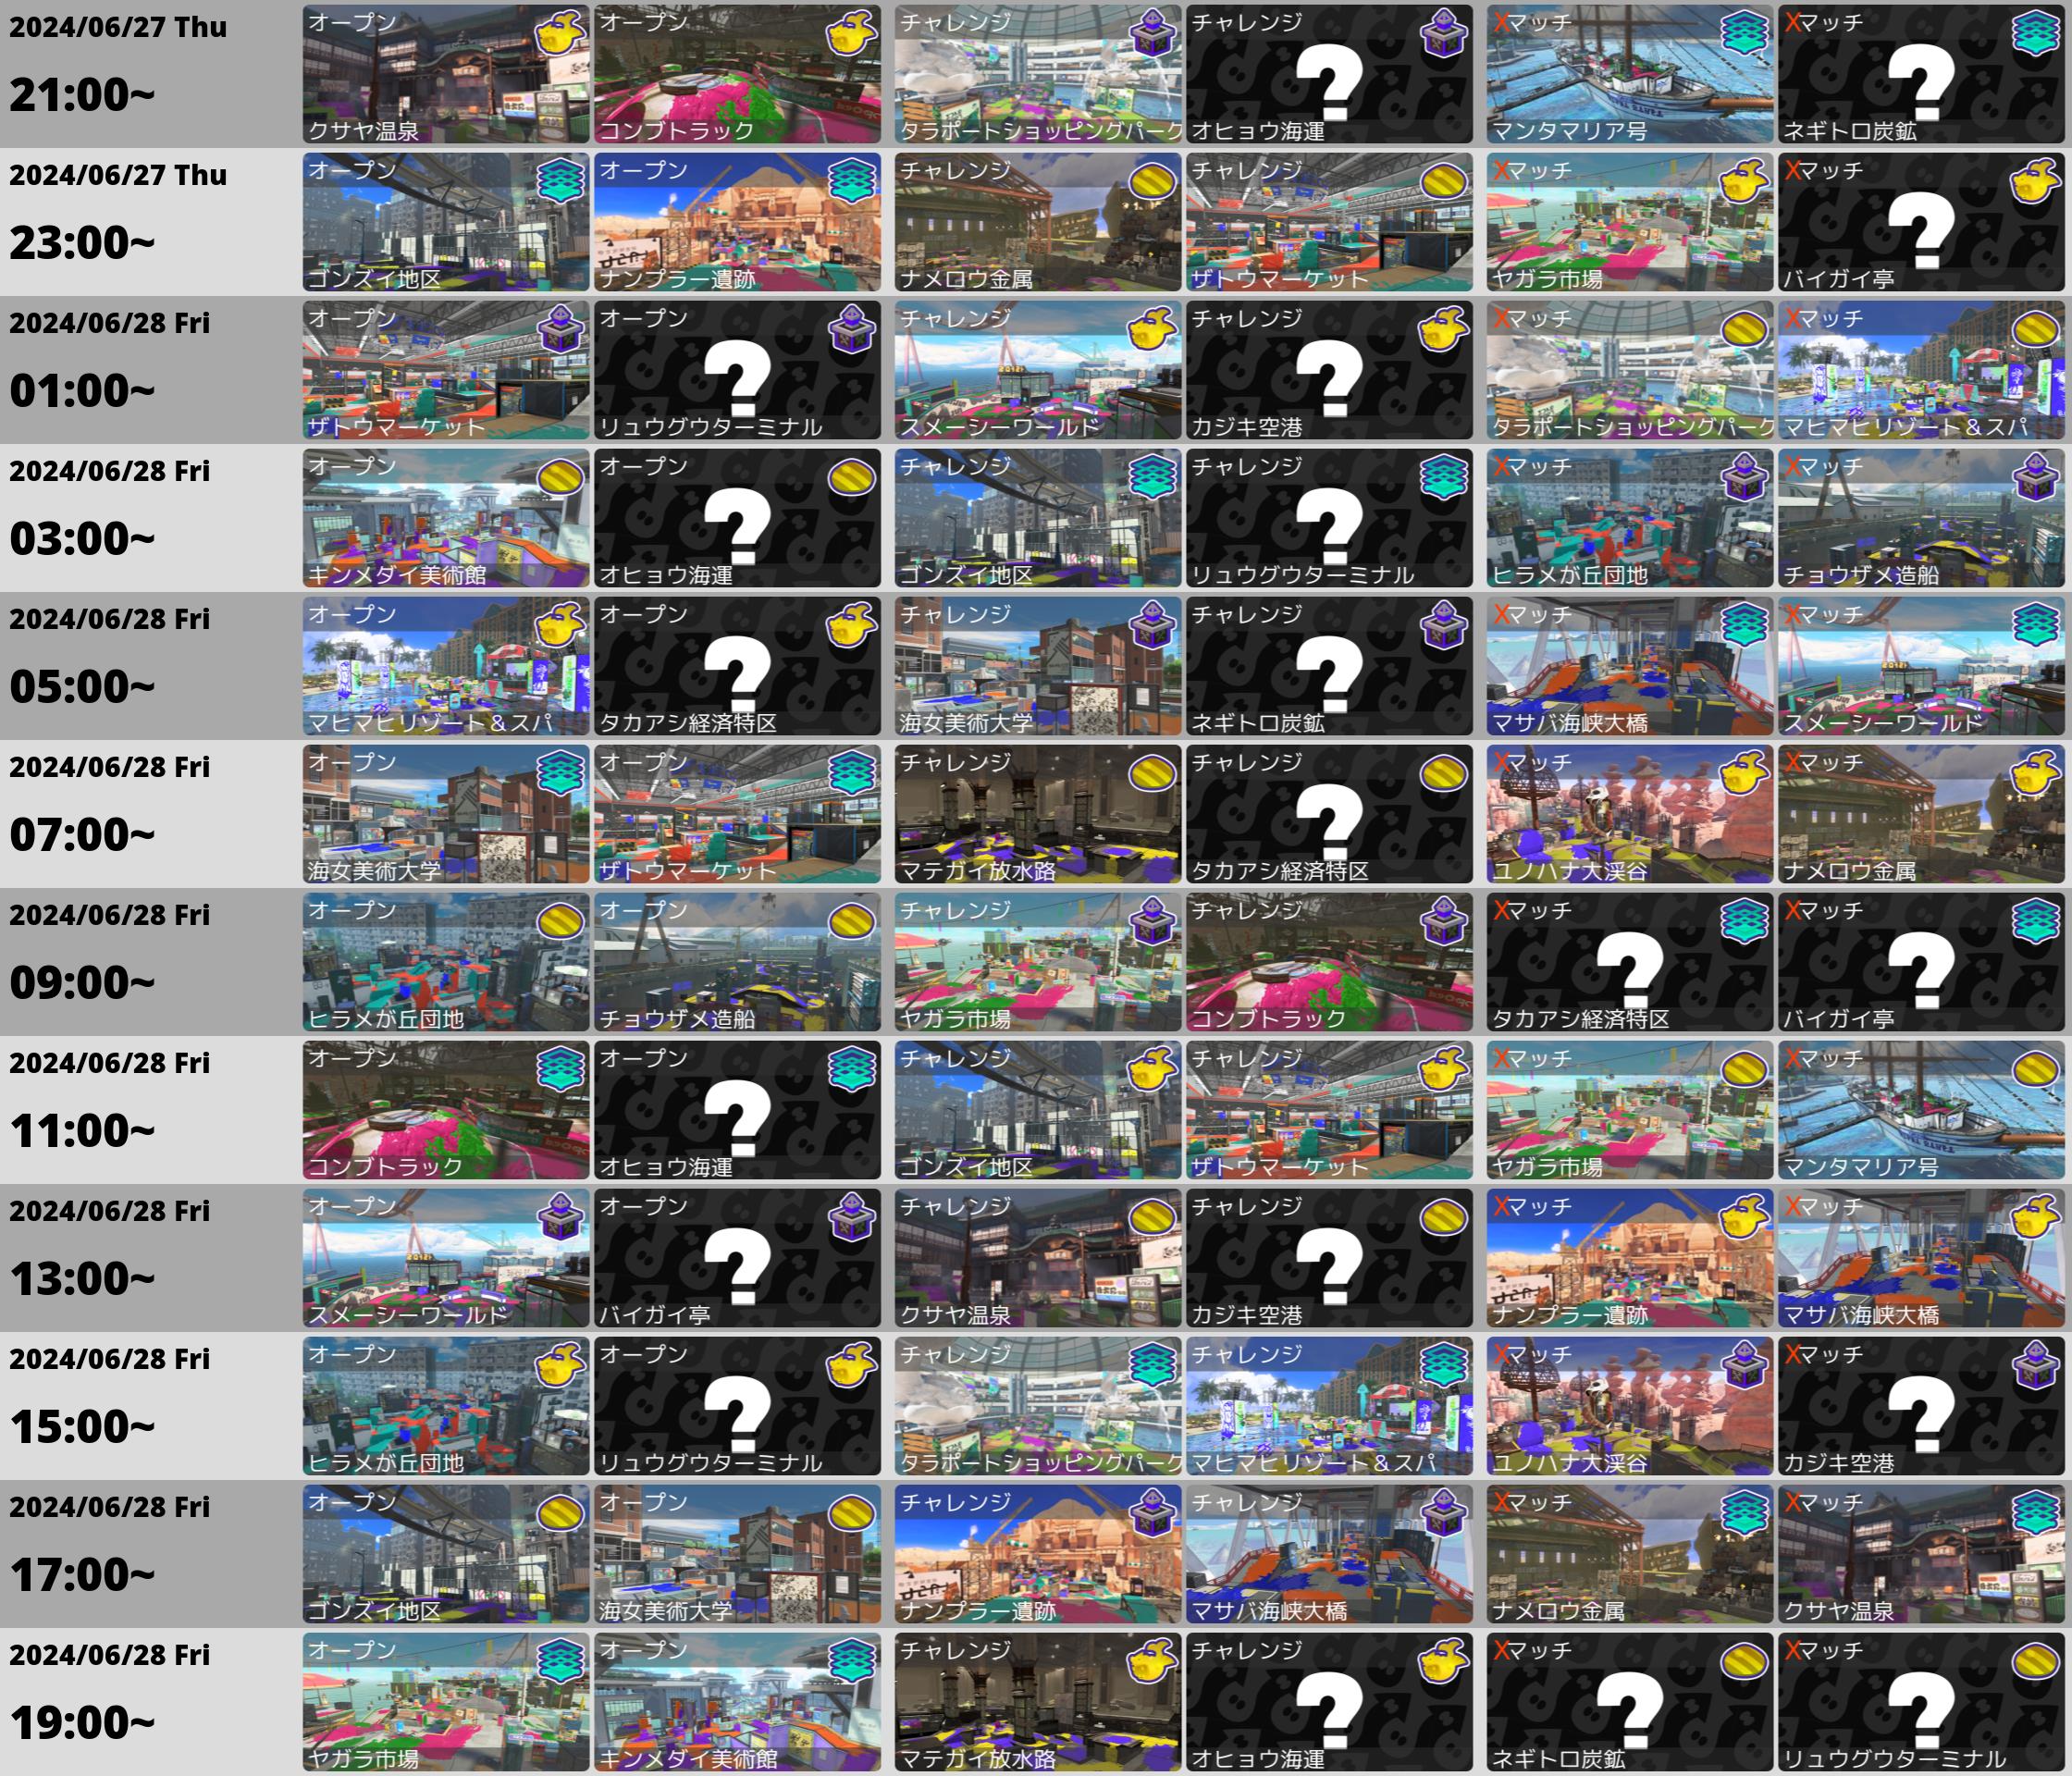 2024/06/27 Thu
21:00~
オープン
クサヤ温泉
オープン
コンブトラック
チャレンジ
タラポートショッピングパーク
チャレンジ
オヒョウ海運
Xマッチ
マンタマリア号
Xマッチ
ネギトロ炭鉱
2024/06/27 Thu
23:00~
オープン
ゴンズイ地区
オープン
ナンプラー遺跡
チャレンジ
ナメロウ金属
チャレンジ
ザトウマーケット
Xマッチ
ヤガラ市場
Xマッチ
バイガイ亭
2024/06/28 Fri
01:00~
オープン
ザトウマーケット
オープン
リュウグウターミナル
チャレンジ
スメーシーワールド
チャレンジ
カジキ空港
Xマッチ
タラポートショッピングパーク
Xマッチ
マヒマヒリゾート&スパ
2024/06/28 Fri
03:00~
オープン
キンメダイ美術館
オープン
オヒョウ海運
チャレンジ
ゴンズイ地区
チャレンジ
リュウグウターミナル
Xマッチ
ヒラメが丘団地
Xマッチ
チョウザメ造船
2024/06/28 Fri
05:00~
オープン
マヒマヒリゾート&スパ
オープン
タカアシ経済特区
チャレンジ
海女美術大学
チャレンジ
ネギトロ炭鉱
Xマッチ
マサバ海峡大橋
Xマッチ
スメーシーワールド
2024/06/28 Fri
07:00~
オープン
海女美術大学
オープン
ザトウマーケット
チャレンジ
マテガイ放水路
チャレンジ
タカアシ経済特区
Xマッチ
ユノハナ大渓谷
Xマッチ
ナメロウ金属
2024/06/28 Fri
09:00~
オープン
ヒラメが丘団地
オープン
チョウザメ造船
チャレンジ
ヤガラ市場
チャレンジ
コンブトラック
Xマッチ
タカアシ経済特区
Xマッチ
バイガイ亭
2024/06/28 Fri
11:00~
オープン
コンブトラック
オープン
オヒョウ海運
チャレンジ
ゴンズイ地区
チャレンジ
ザトウマーケット
Xマッチ
ヤガラ市場
Xマッチ
マンタマリア号
2024/06/28 Fri
13:00~
オープン
スメーシーワールド
オープン
バイガイ亭
チャレンジ
クサヤ温泉
チャレンジ
カジキ空港
Xマッチ
ナンプラー遺跡
Xマッチ
マサバ海峡大橋
2024/06/28 Fri
15:00~
オープン
ヒラメが丘団地
オープン
リュウグウターミナル
チャレンジ
タラポートショッピングパーク
チャレンジ
マヒマヒリゾート&スパ
Xマッチ
ユノハナ大渓谷
Xマッチ
カジキ空港
2024/06/28 Fri
17:00~
オープン
ゴンズイ地区
オープン
海女美術大学
チャレンジ
ナンプラー遺跡
チャレンジ
マサバ海峡大橋
Xマッチ
ナメロウ金属
Xマッチ
クサヤ温泉
2024/06/28 Fri
19:00~
オープン
ヤガラ市場
オープン
キンメダイ美術館
チャレンジ
マテガイ放水路
チャレンジ
オヒョウ海運
Xマッチ
ネギトロ炭鉱
Xマッチ
リュウグウターミナル